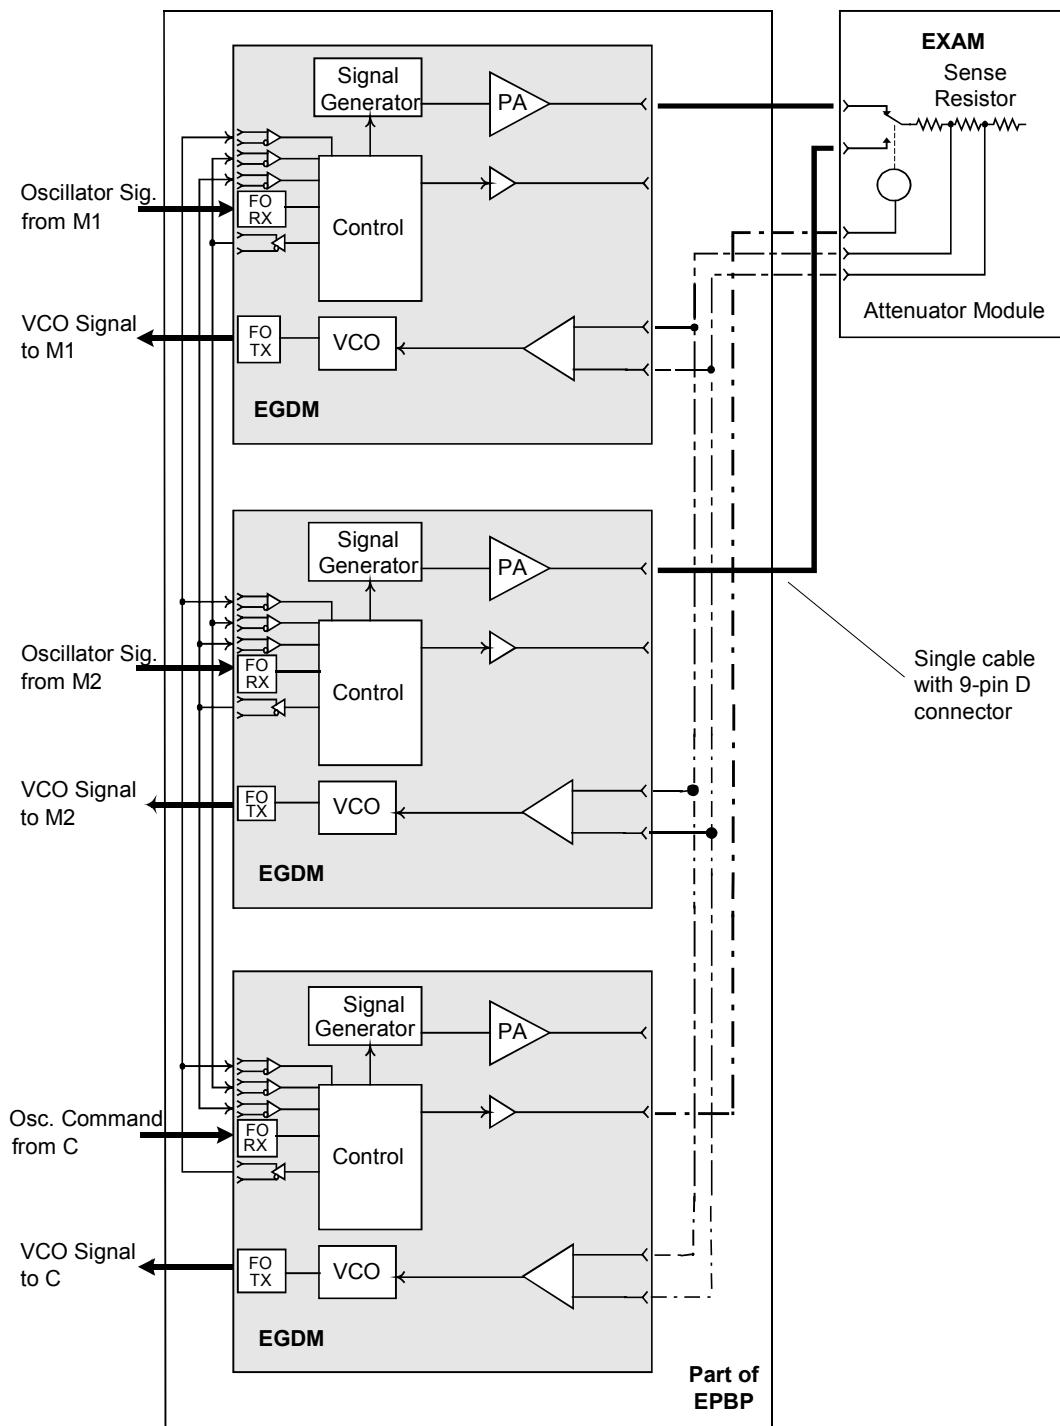 EXAM
Sense
Resistor
Attenuator Module
Signal
Generator
PA
Oscillator Sig.
from M1
FO
RX
Control
VCO Signal
to M1
FO
TX
VCO
EGDM
Signal
Generator
PA
Oscillator Sig.
from M2
FO
RX
Control
Single cable
with 9-pin D
connector
VCO Signal
to M2
FO
TX
VCO
EGDM
Signal
Generator
PA
Osc. Command
from C
FO
RX
Control
VCO Signal
to C
FO
TX
VCO
EGDM
Part of
EPBP